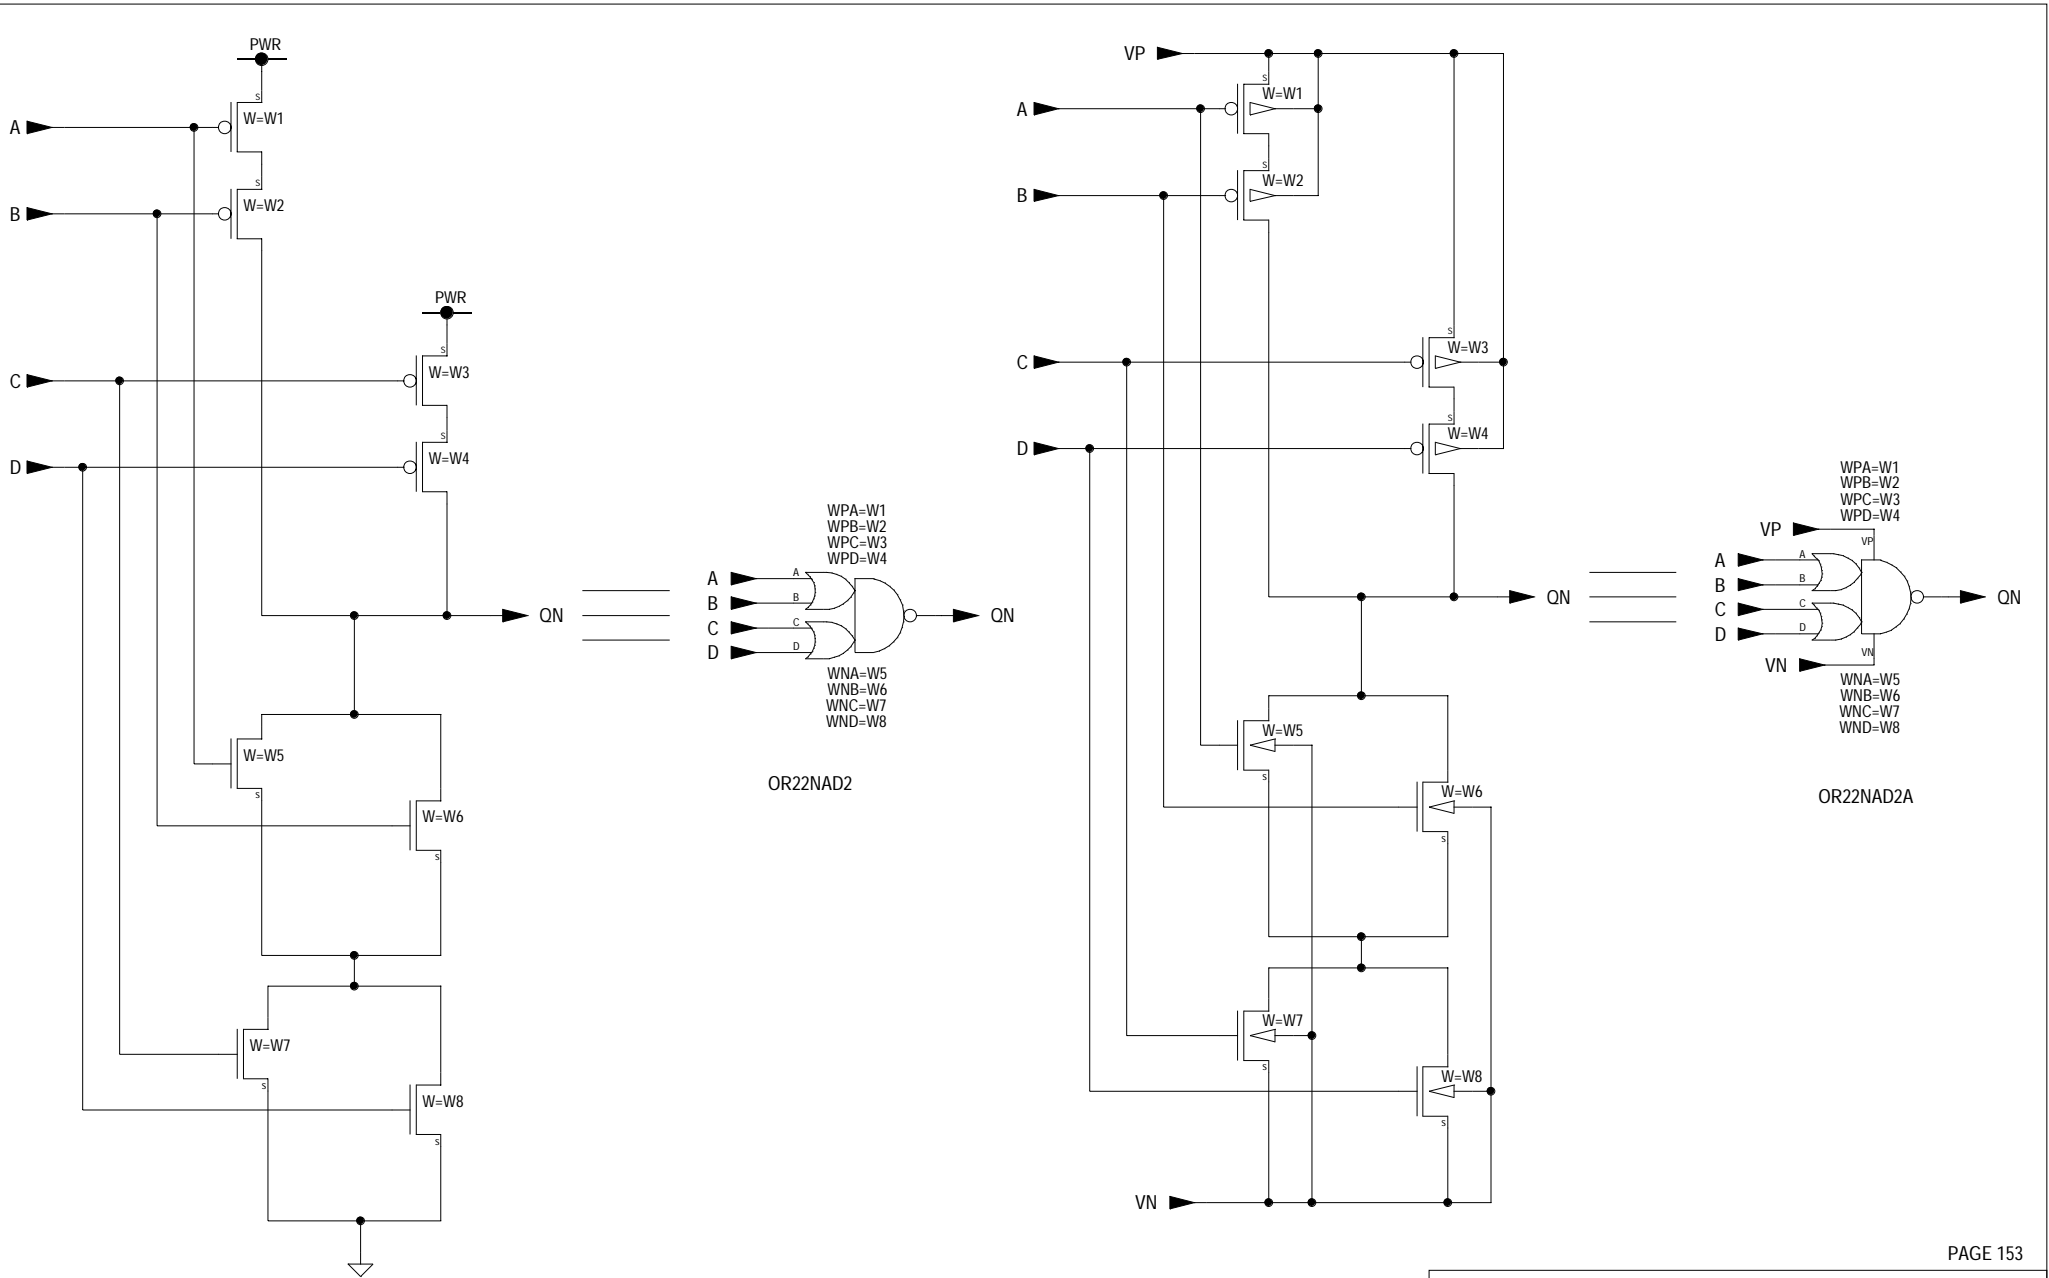 PWR
S
W=W1
A
S
W=W2
B
PWR
S
W=W3
C
S
W=W4
D
QN
W=W5
S
W=W6
S
W=W7
S
W=W8
S
WPA=W1
WPB=W2
WPC=W3
WPD=W4
A A
B B
C C
D D
QN
WNA=W5
WNB=W6
WNC=W7
WND=W8
OR22NAD2
VP
S
W=W1
A
S
W=W2
B
S
W=W3
C
S
W=W4
D
QN
W=W5
S
W=W6
S
W=W7
S
W=W8
S
VN
WPA=W1
WPB=W2
WPC=W3
WPD=W4
VP
VP
A A
B B
C C
D D
QN
VN
VN
WNA=W5
WNB=W6
WNC=W7
WND=W8
OR22NAD2A
PAGE 153